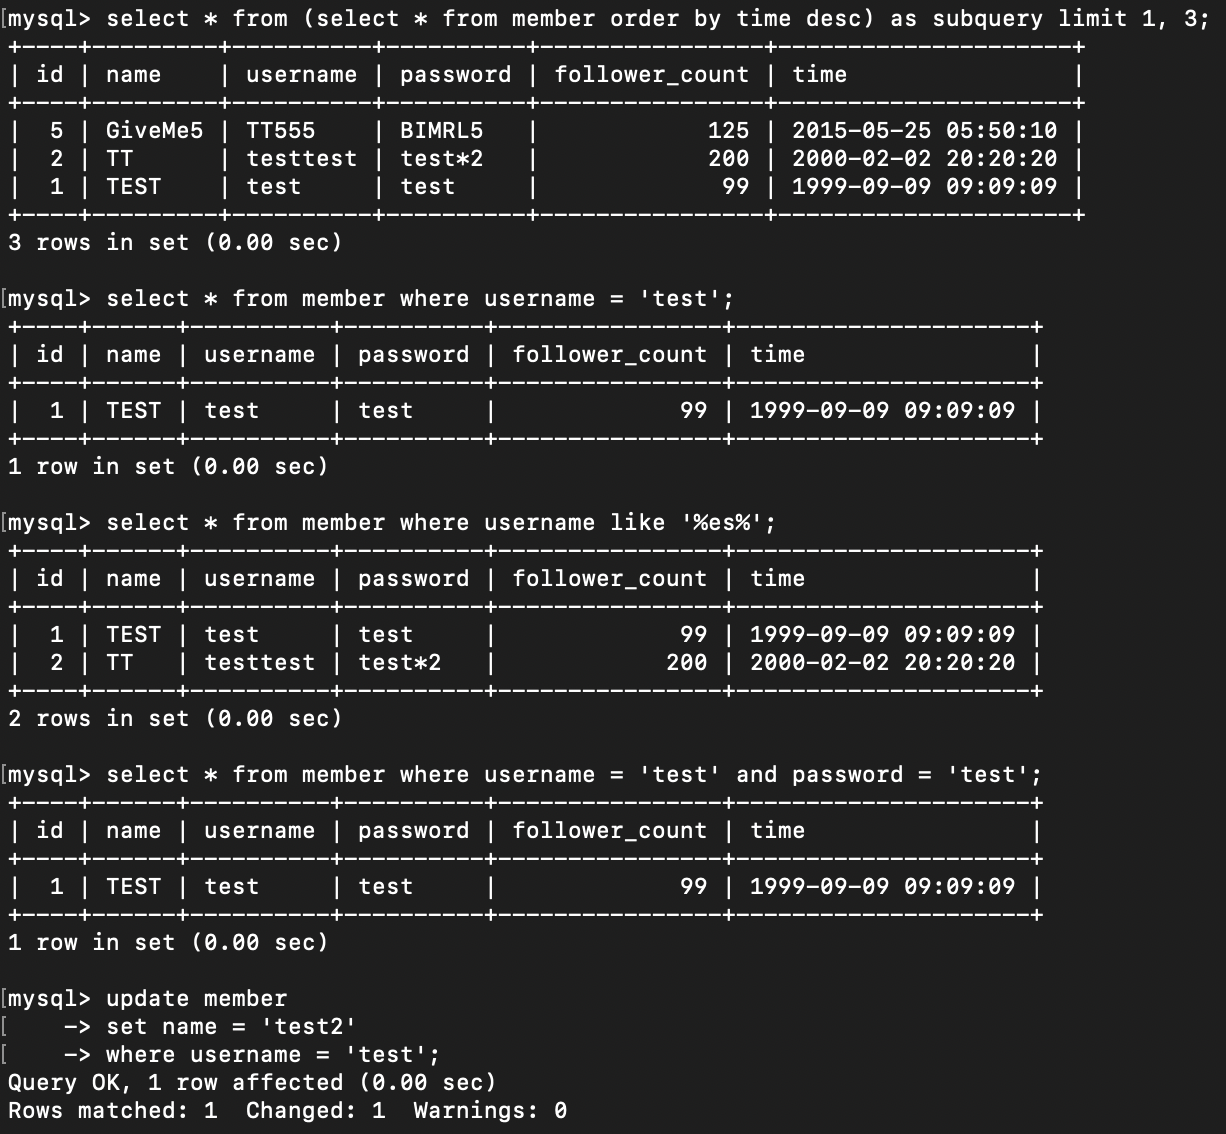 [mysql> select * from (select * from member order by time desc) as subquery limit 1, 3;
+----+---------+----------+----------+----------------+---------------------+
| id | name    | username | password | follower_count | time                |
+----+---------+----------+----------+----------------+---------------------+
|  5 | GiveMe5 | TT555    | BIMRL5   |            125 | 2015-05-25 05:50:10 |
|  2 | TT      | testtest | test*2   |            200 | 2000-02-02 20:20:20 |
|  1 | TEST    | test     | test     |             99 | 1999-09-09 09:09:09 |
+----+---------+----------+----------+----------------+---------------------+
3 rows in set (0.00 sec)

[mysql> select * from member where username = 'test';
+----+------+----------+----------+----------------+---------------------+
| id | name | username | password | follower_count | time                |
+----+------+----------+----------+----------------+---------------------+
|  1 | TEST | test     | test     |             99 | 1999-09-09 09:09:09 |
+----+------+----------+----------+----------------+---------------------+
1 row in set (0.00 sec)

[mysql> select * from member where username like '%es%';
+----+------+----------+----------+----------------+---------------------+
| id | name | username | password | follower_count | time                |
+----+------+----------+----------+----------------+---------------------+
|  1 | TEST | test     | test     |             99 | 1999-09-09 09:09:09 |
|  2 | TT   | testtest | test*2   |            200 | 2000-02-02 20:20:20 |
+----+------+----------+----------+----------------+---------------------+
2 rows in set (0.00 sec)

[mysql> select * from member where username = 'test' and password = 'test';
+----+------+----------+----------+----------------+---------------------+
| id | name | username | password | follower_count | time                |
+----+------+----------+----------+----------------+---------------------+
|  1 | TEST | test     | test     |             99 | 1999-09-09 09:09:09 |
+----+------+----------+----------+----------------+---------------------+
1 row in set (0.00 sec)

[mysql> update member
[    -> set name = 'test2'
[    -> where username = 'test';
Query OK, 1 row affected (0.00 sec)
Rows matched: 1  Changed: 1  Warnings: 0